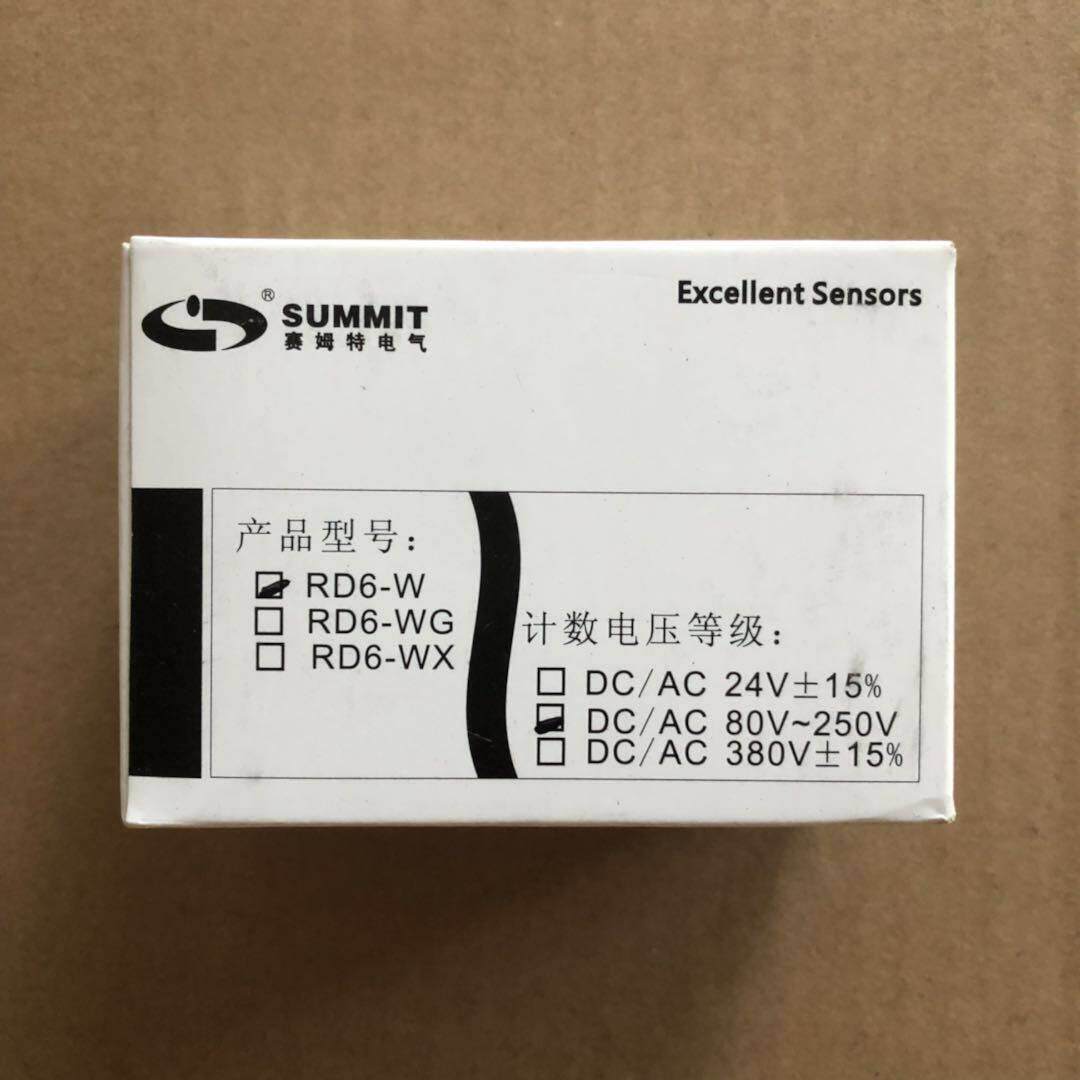 ® SUMMIT
赛姆特电气
Excellent Sensors
产品型号：
RD6-W
RD6-WG
RD6-WX
计数电压等级：
DC/AC 24V±15%
DC/AC 80V~250V
DC/AC 380V±15%